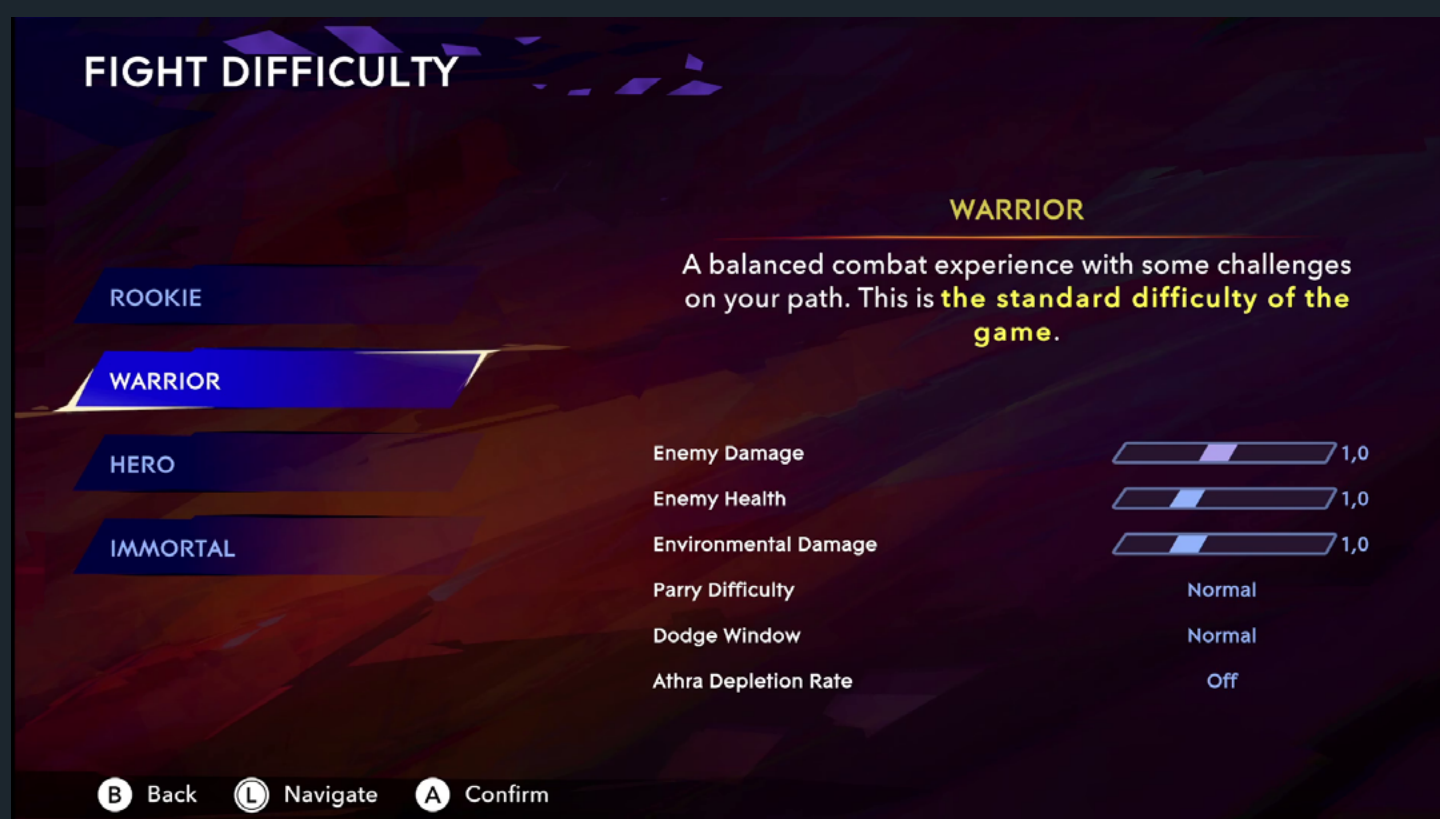 FIGHT DIFFICULTY
ROOKIE
WARRIOR
HERO
IMMORTAL
WARRIOR
A balanced combat experience with some challenges
on your path. This is the standard difficulty of the
game.
Enemy Damage 1,0
Enemy Health 1,0
Environmental Damage 1,0
Parry Difficulty Normal
Dodge Window Normal
Athra Depletion Rate Off
B Back L Navigate A Confirm